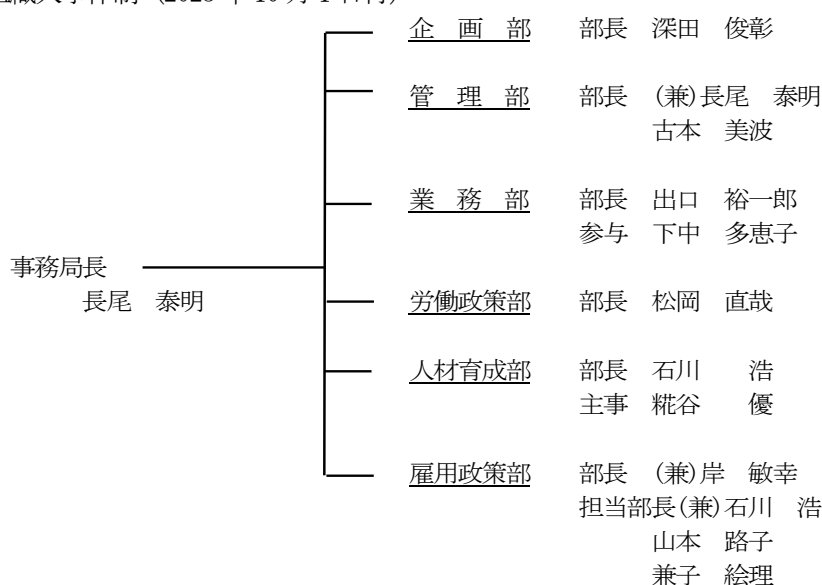 企 画 部 部長 深田 俊彰
管 理 部 部長 (兼)長尾 泰明
古本 美波
業 務 部 部長 出口 裕一郎
参与 下中 多恵子
事務局長
長尾 泰明
労働政策部 部長 松岡 直哉
人材育成部 部長 石川 浩
主事 糀谷 優
雇用政策部 部長 (兼)岸 敏幸
担当部長(兼)石川 浩
山本 路子
兼子 絵理